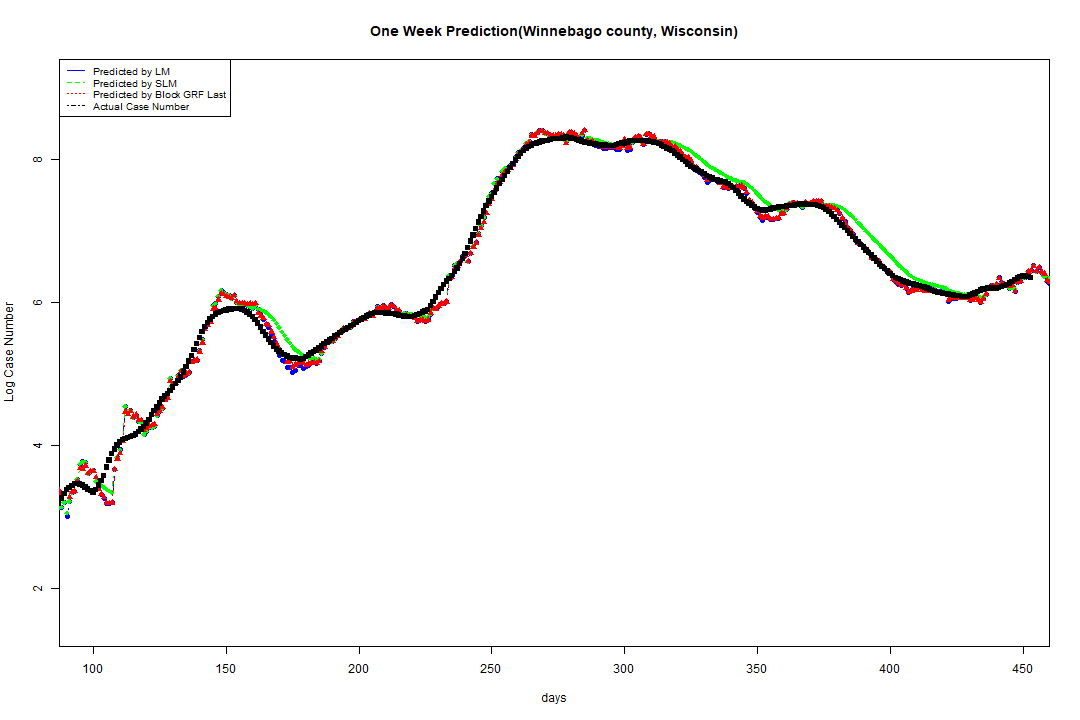 One Week Prediction(Winnebago county, Wisconsin)
Predicted by LM
Predicted by SLM
Predicted by Block GRF Last
Actual Case Number
8
6
4
2
Log Case Number
100 150 200 250 300 350 400 450
days